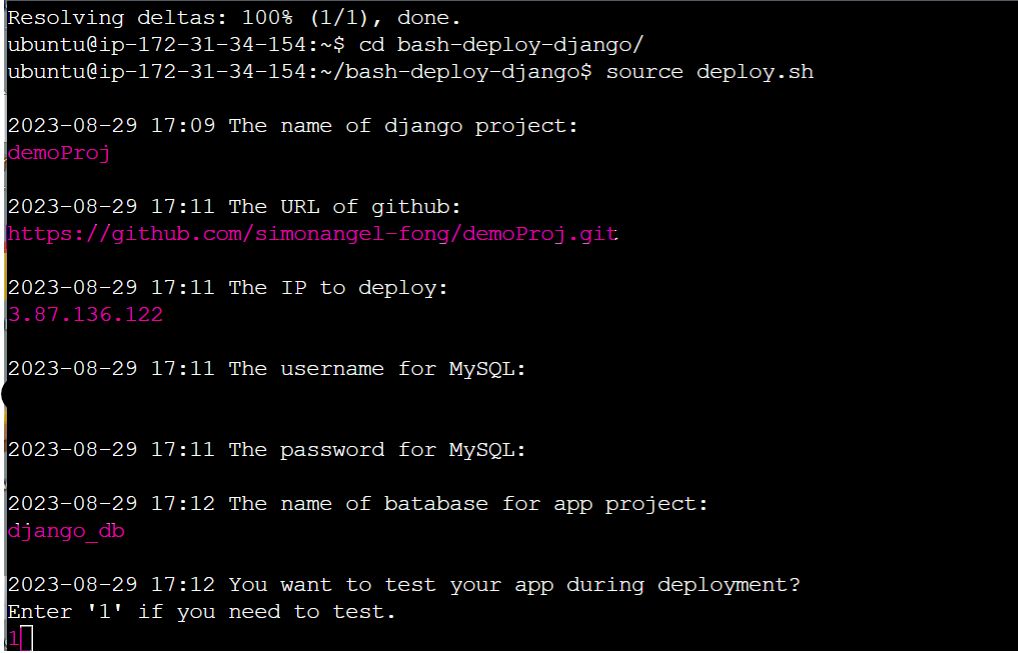 Resolving deltas: 100% (1/1), done.
ubuntu@ip-172-31-34-154:~$ cd bash-deploy-django/
ubuntu@ip-172-31-34-154:~/bash-deploy-django$ source deploy.sh
2023-08-29 17:09 The name of django project:
demoProj
2023-08-29 17:11 The URL of github:
https://github.com/simonangel-fong/demoProj.git
2023-08-29 17:11 The IP to deploy:
3.87.136.122
2023-08-29 17:11 The username for MySQL:
2023-08-29 17:11 The password for MySQL:
2023-08-29 17:12 The name of batabase for app project:
django_db
2023-08-29 17:12 You want to test your app during deployment?
Enter '1' if you need to test.
1